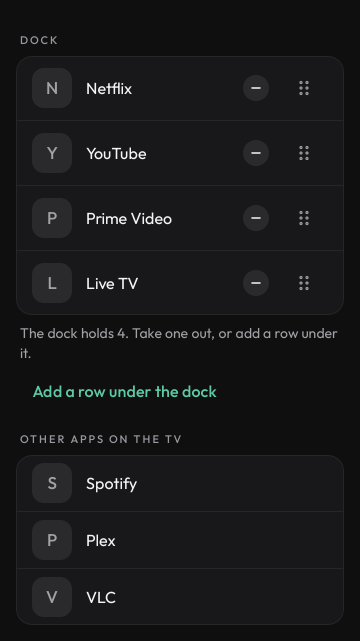 DOCK
N Netflix
Y YouTube
P Prime Video
L Live TV
The dock holds 4. Take one out, or add a row under
it.
Add a row under the dock
OTHER APPS ON THE TV
S Spotify
P Plex
V VLC